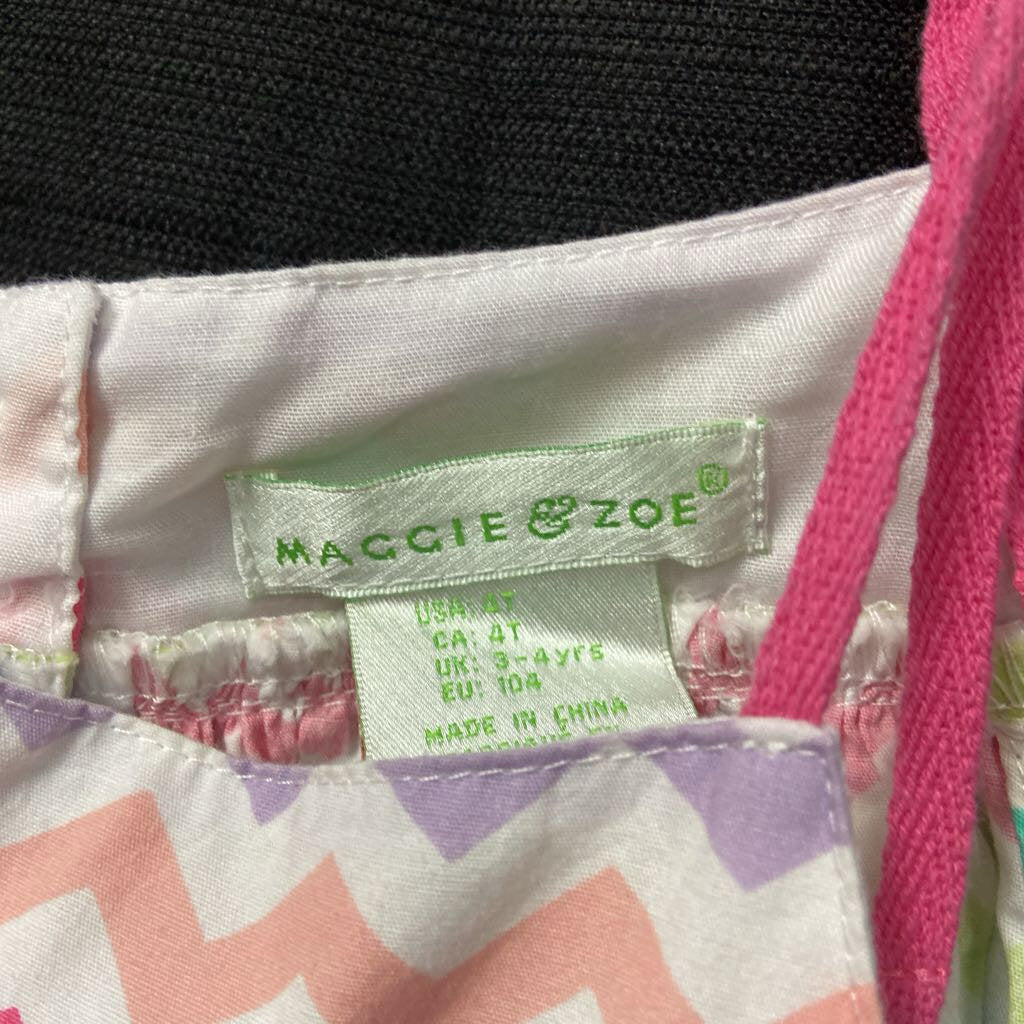 MAGGIE & ZOE®
USA: 4T
CA: 4T
UK: 3-4yrs
EU: 104
MADE IN CHINA